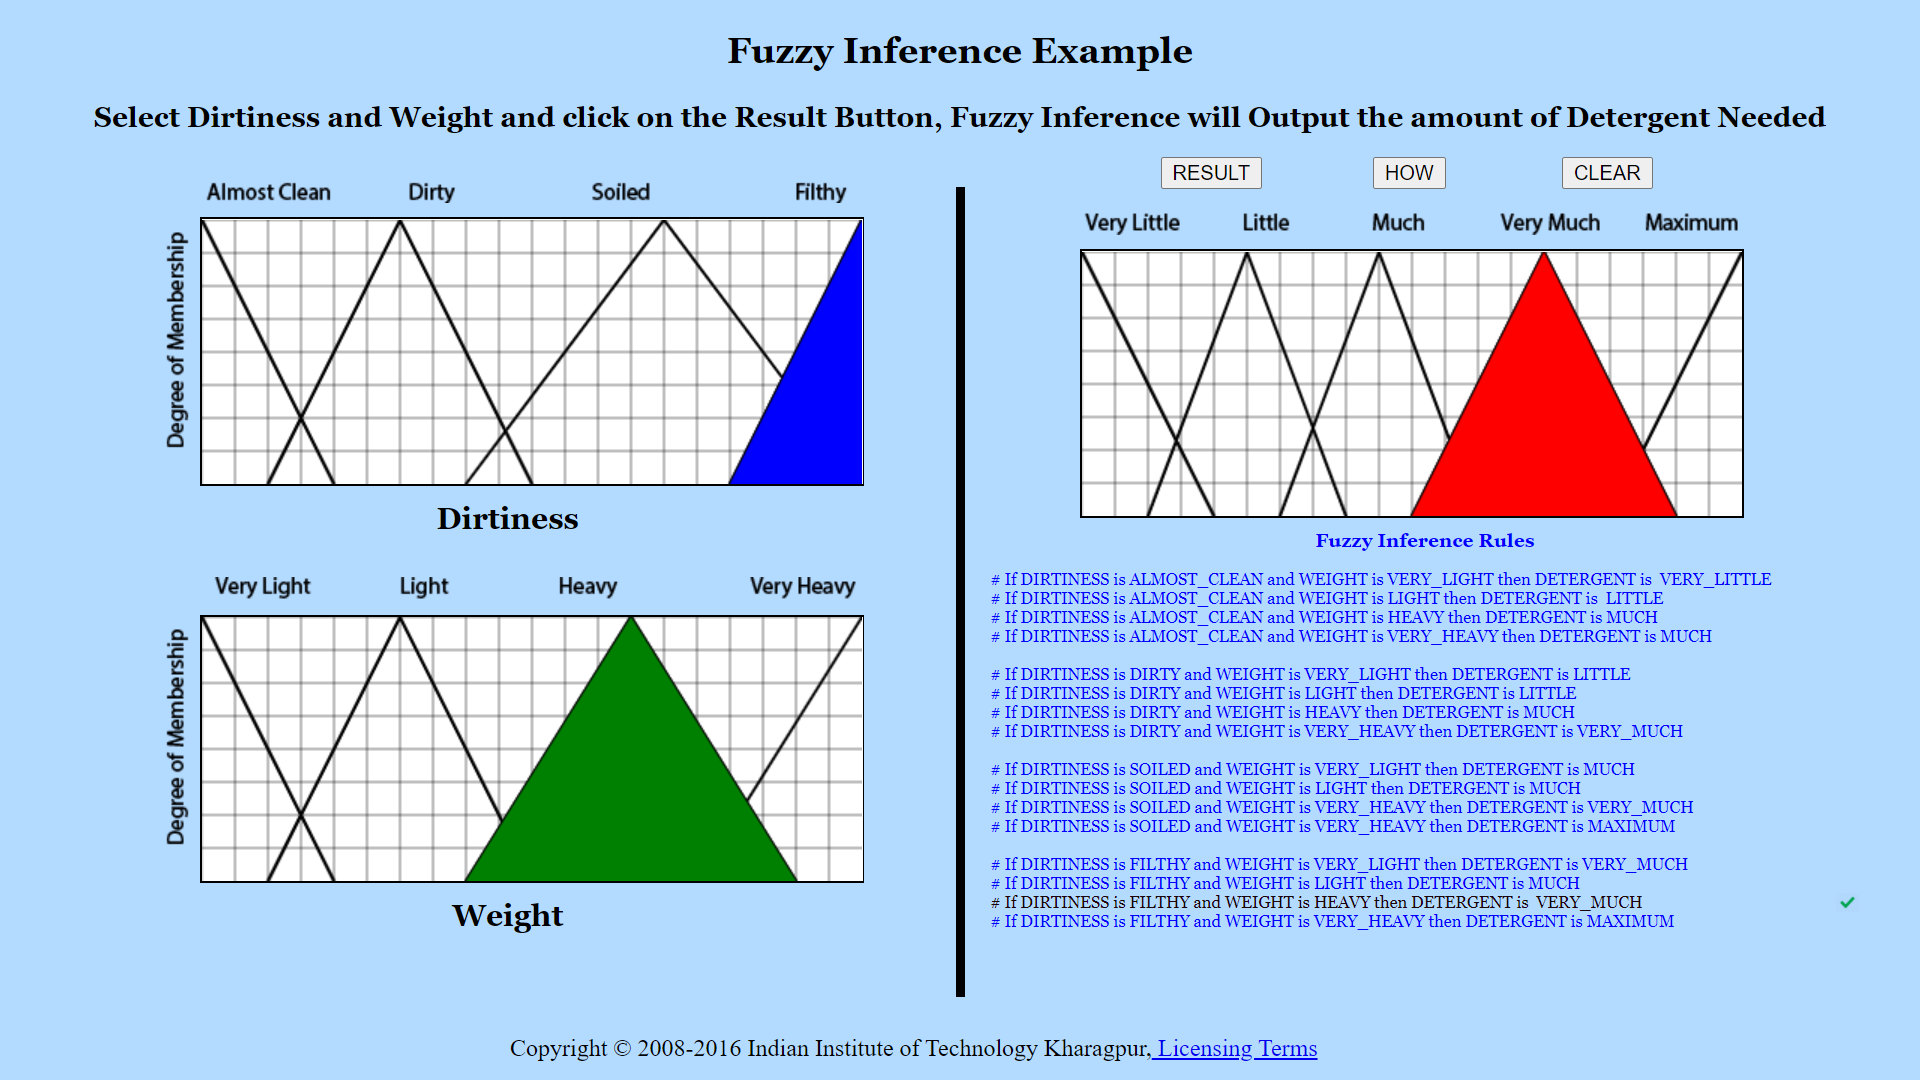 Fuzzy Inference Example
Select Dirtiness and Weight and click on the Result Button, Fuzzy Inference will Output the amount of Detergent Needed
Almost Clean Dirty Soiled Filthy
Degree of Membership
Dirtiness
Very Light Light Heavy Very Heavy
Degree of Membership
Weight
RESULT HOW CLEAR
Very Little Little Much Very Much Maximum
Fuzzy Inference Rules
# If DIRTINESS is ALMOST_CLEAN and WEIGHT is VERY_LIGHT then DETERGENT is VERY_LITTLE
# If DIRTINESS is ALMOST_CLEAN and WEIGHT is LIGHT then DETERGENT is LITTLE
# If DIRTINESS is ALMOST_CLEAN and WEIGHT is HEAVY then DETERGENT is MUCH
# If DIRTINESS is ALMOST_CLEAN and WEIGHT is VERY_HEAVY then DETERGENT is MUCH
# If DIRTINESS is DIRTY and WEIGHT is VERY_LIGHT then DETERGENT is LITTLE
# If DIRTINESS is DIRTY and WEIGHT is LIGHT then DETERGENT is LITTLE
# If DIRTINESS is DIRTY and WEIGHT is HEAVY then DETERGENT is MUCH
# If DIRTINESS is DIRTY and WEIGHT is VERY_HEAVY then DETERGENT is VERY_MUCH
# If DIRTINESS is SOILED and WEIGHT is VERY_LIGHT then DETERGENT is MUCH
# If DIRTINESS is SOILED and WEIGHT is LIGHT then DETERGENT is MUCH
# If DIRTINESS is SOILED and WEIGHT is VERY_HEAVY then DETERGENT is VERY_MUCH
# If DIRTINESS is SOILED and WEIGHT is VERY_HEAVY then DETERGENT is MAXIMUM
# If DIRTINESS is FILTHY and WEIGHT is VERY_LIGHT then DETERGENT is VERY_MUCH
# If DIRTINESS is FILTHY and WEIGHT is LIGHT then DETERGENT is MUCH
# If DIRTINESS is FILTHY and WEIGHT is HEAVY then DETERGENT is VERY_MUCH
# If DIRTINESS is FILTHY and WEIGHT is VERY_HEAVY then DETERGENT is MAXIMUM
Copyright © 2008-2016 Indian Institute of Technology Kharagpur, Licensing Terms